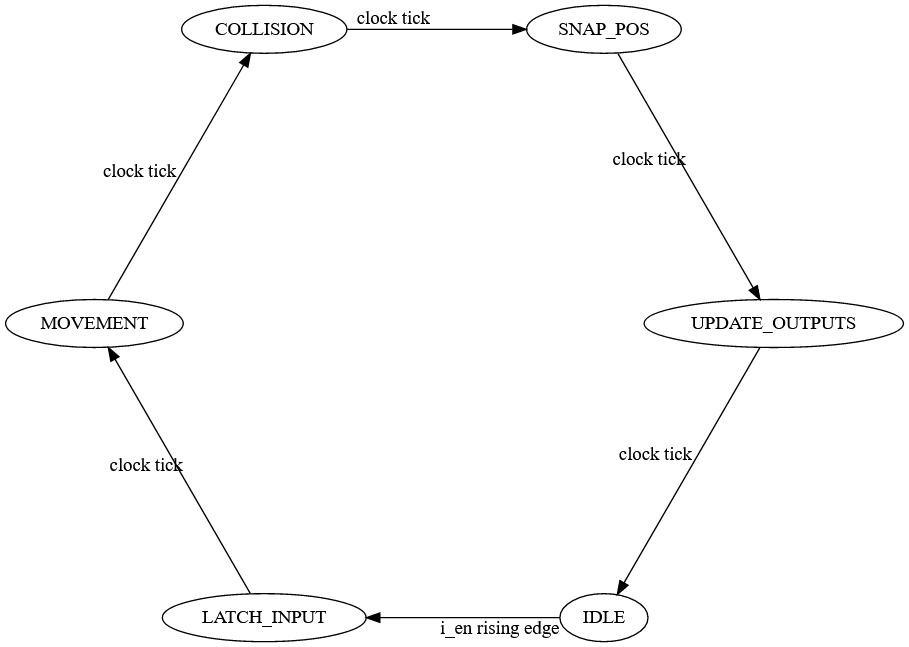 COLLISION
clock tick
SNAP_POS
clock tick
clock tick
MOVEMENT
UPDATE_OUTPUTS
clock tick
clock tick
LATCH_INPUT
i_en rising edge
IDLE